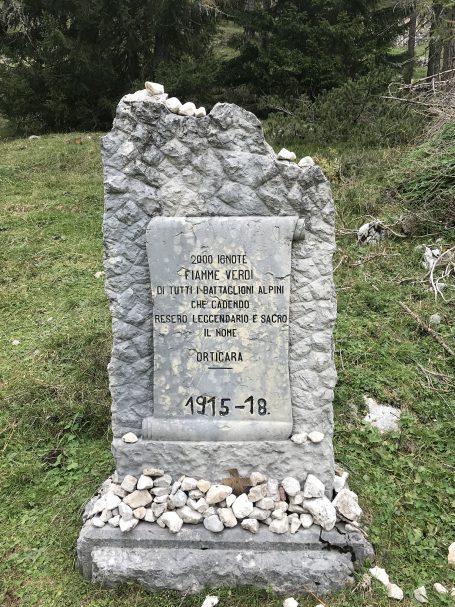 2000 IGNOTE
FIAMME VERDI
DI TUTTI I BATTAGLIONI ALPINI
CHE CADENDO
RESERO LEGGENDARIO E SACRO
IL NOME
ORTIGARA
1915-18.